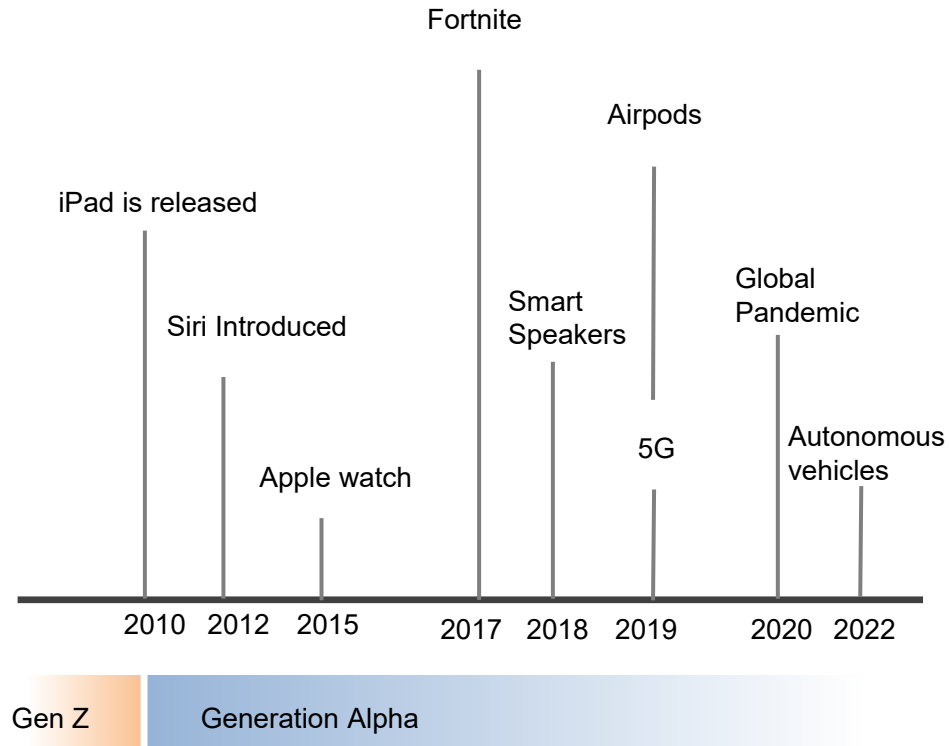 Fortnite
Airpods
iPad is released
Global
Pandemic
Smart
Speakers
Siri Introduced
Autonomous
vehicles
5G
Apple watch
2010 2012 2015 2017 2018 2019 2020 2022
Gen Z Generation Alpha